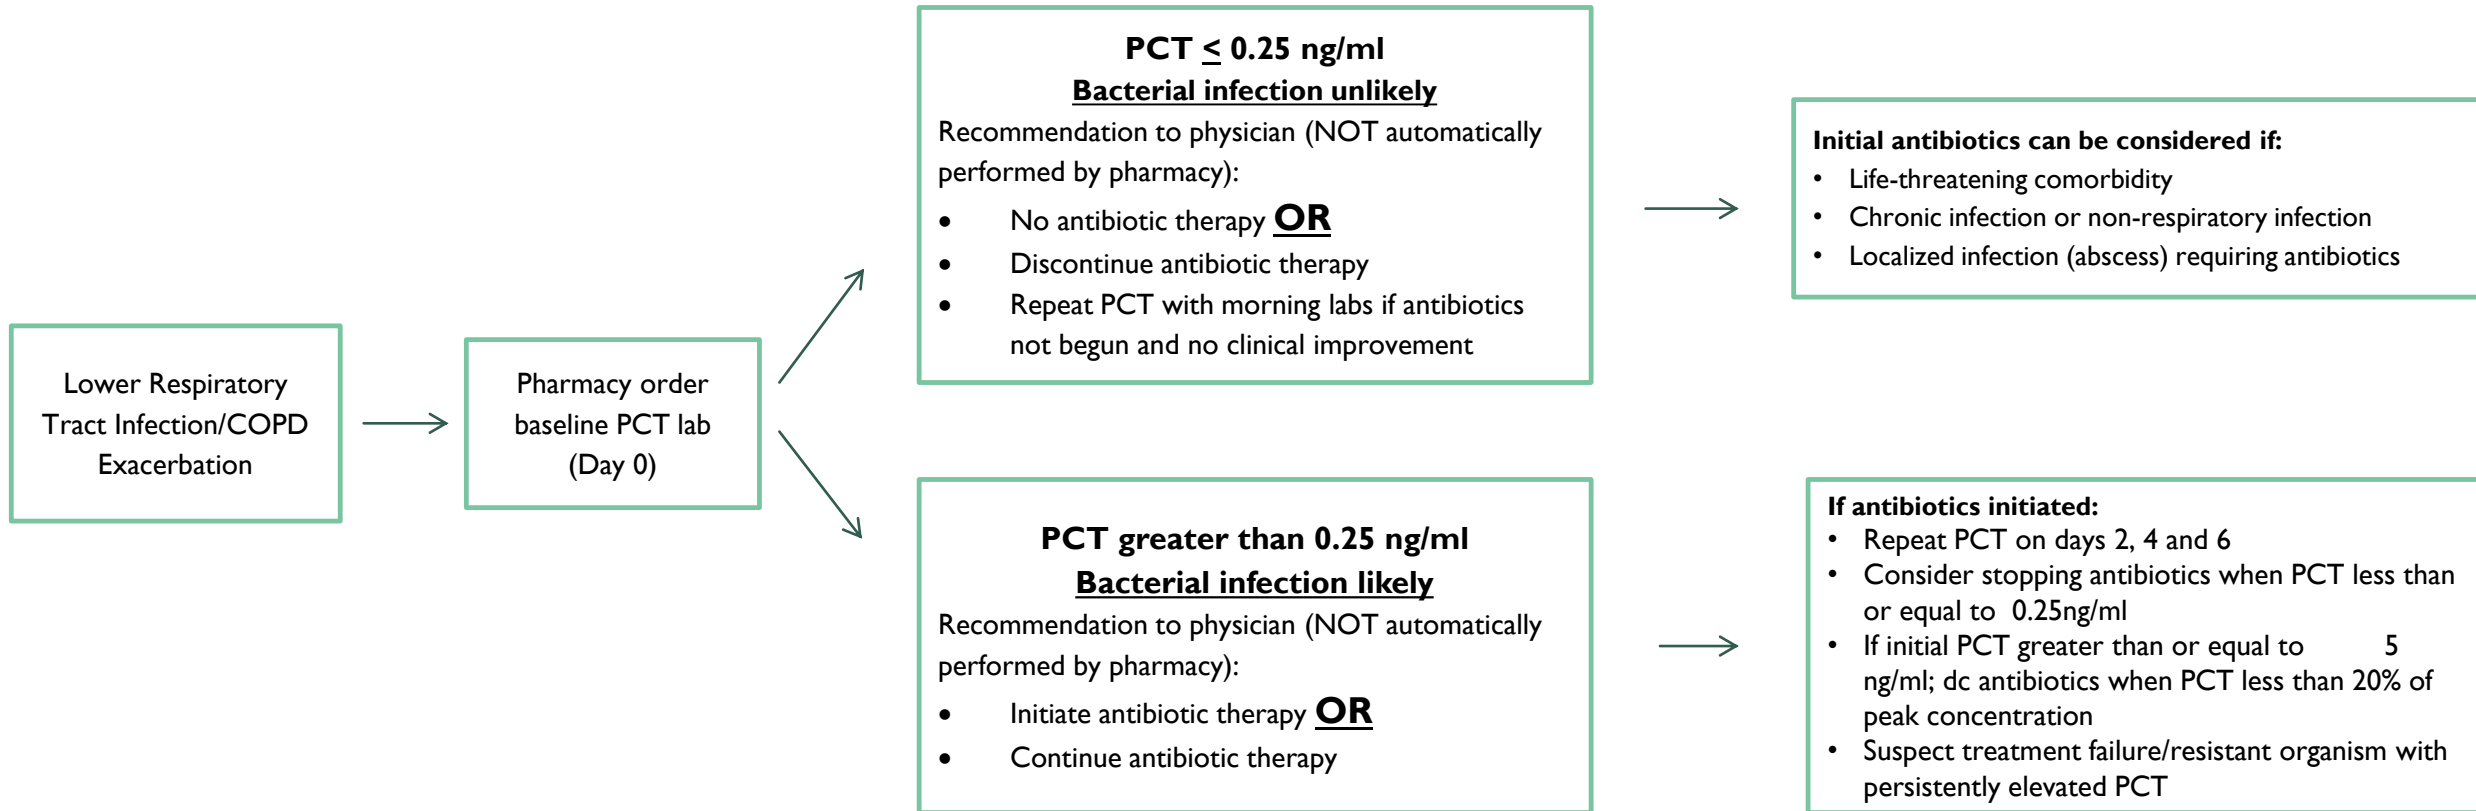 Lower Respiratory
Tract Infection/COPD
Exacerbation
Pharmacy order
baseline PCT lab
(Day 0)
PCT ≤ 0.25 ng/ml
Bacterial infection unlikely
Recommendation to physician (NOT automatically
performed by pharmacy):
• No antibiotic therapy OR
• Discontinue antibiotic therapy
• Repeat PCT with morning labs if antibiotics
not begun and no clinical improvement
Initial antibiotics can be considered if:
• Life-threatening comorbidity
• Chronic infection or non-respiratory infection
• Localized infection (abscess) requiring antibiotics
PCT greater than 0.25 ng/ml
Bacterial infection likely
Recommendation to physician (NOT automatically
performed by pharmacy):
• Initiate antibiotic therapy OR
• Continue antibiotic therapy
If antibiotics initiated:
• Repeat PCT on days 2, 4 and 6
• Consider stopping antibiotics when PCT less than
or equal to 0.25ng/ml
• If initial PCT greater than or equal to 5
ng/ml; dc antibiotics when PCT less than 20% of
peak concentration
• Suspect treatment failure/resistant organism with
persistently elevated PCT